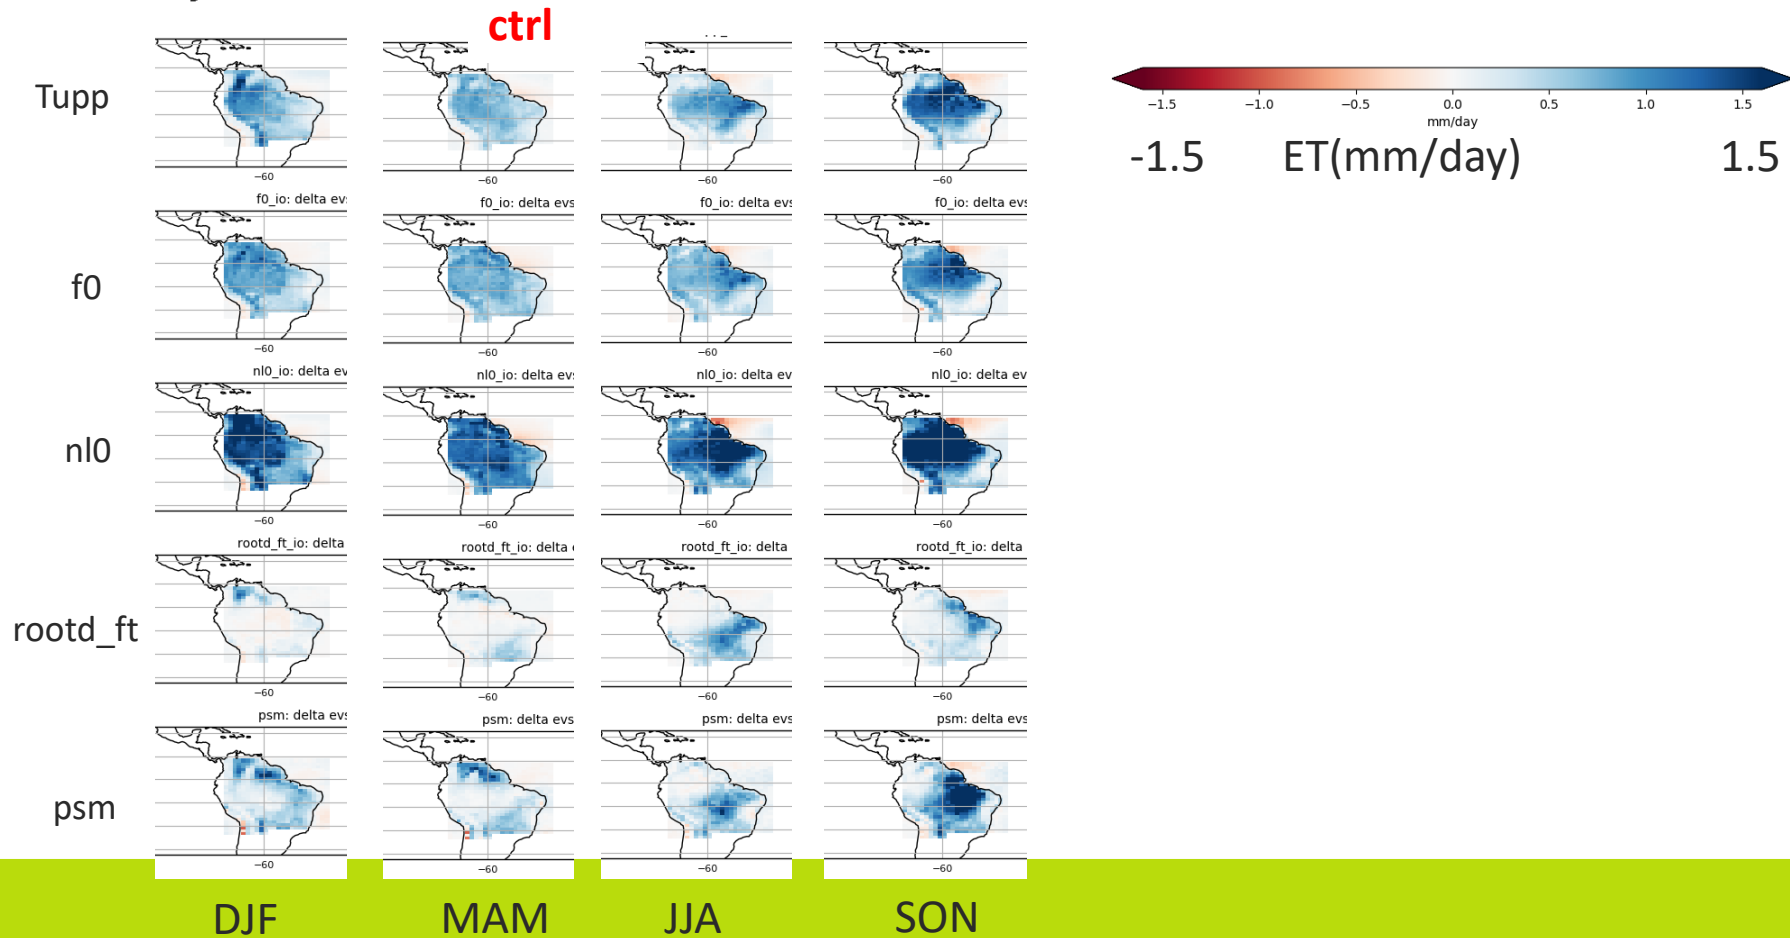 ctrl
Tupp
−60
−60
−60
−60
−1.5 −1.0 −0.5 0.0 0.5 1.0 1.5
mm/day
-1.5 ET(mm/day) 1.5
f0_io: delta evs
f0_io: delta evs
f0_io: delta evs
f0_io: delta evs
f0
−60
−60
−60
−60
nl0_io: delta ev
nl0_io: delta evs
nl0_io: delta ev
nl0_io: delta evs
nl0
−60
−60
−60
−60
rootd_ft_io: delta
rootd_ft_io: delta
rootd_ft_io: delta
rootd_ft_io: delta
rootd_ft
−60
−60
−60
−60
psm: delta evs
psm: delta evs
psm: delta evs
psm: delta evs
psm
−60
−60
−60
−60
DJF MAM JJA SON